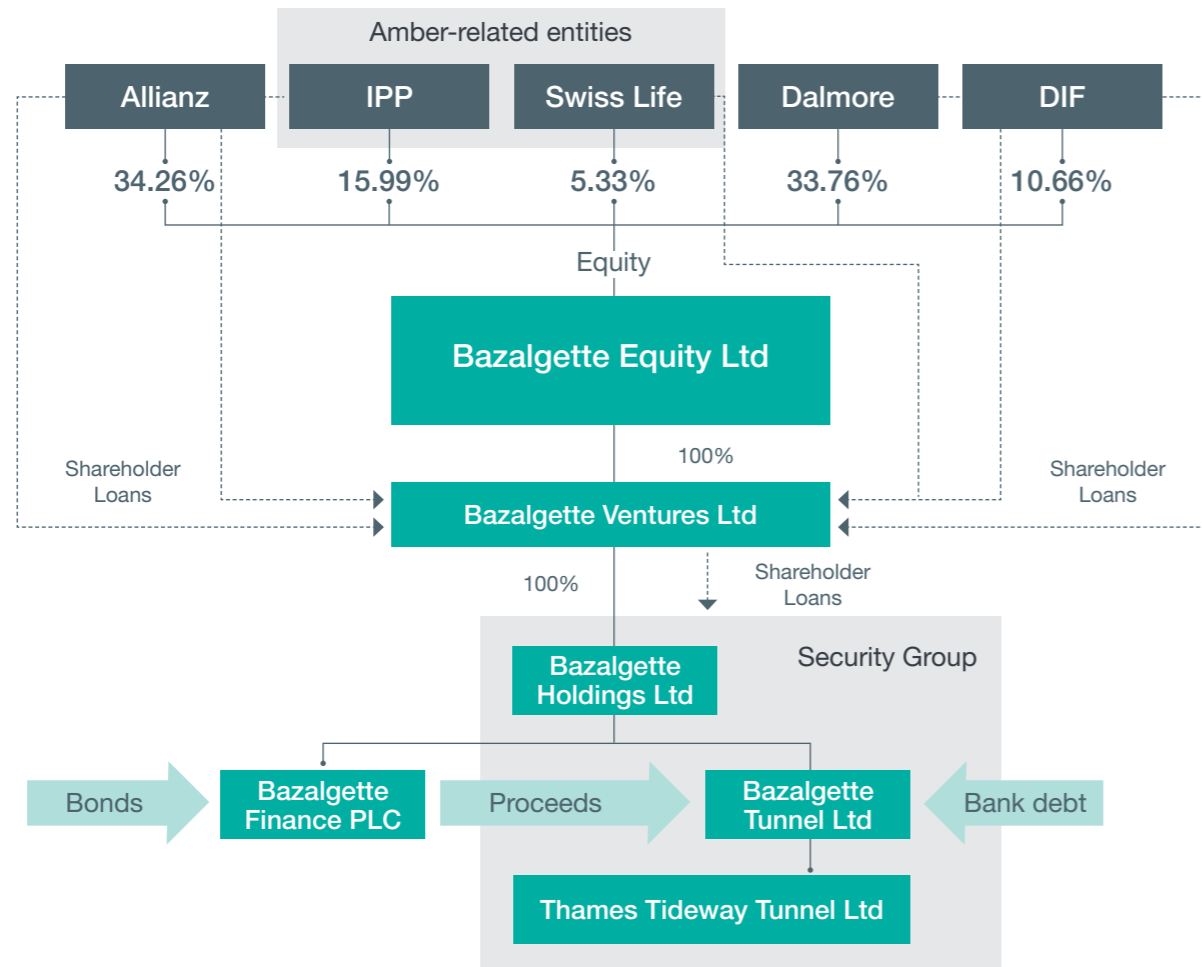 Amber-related entities
Allianz
IPP
Swiss Life
Dalmore
DIF
34.26%
15.99%
5.33%
33.76%
10.66%
Equity
Bazalgette Equity Ltd
100%
Shareholder
Loans
Shareholder
Loans
Bazalgette Ventures Ltd
100%
Shareholder
Loans
Security Group
Bazalgette
Holdings Ltd
Bonds
Bazalgette
Finance PLC
Proceeds
Bazalgette
Tunnel Ltd
Bank debt
Thames Tideway Tunnel Ltd